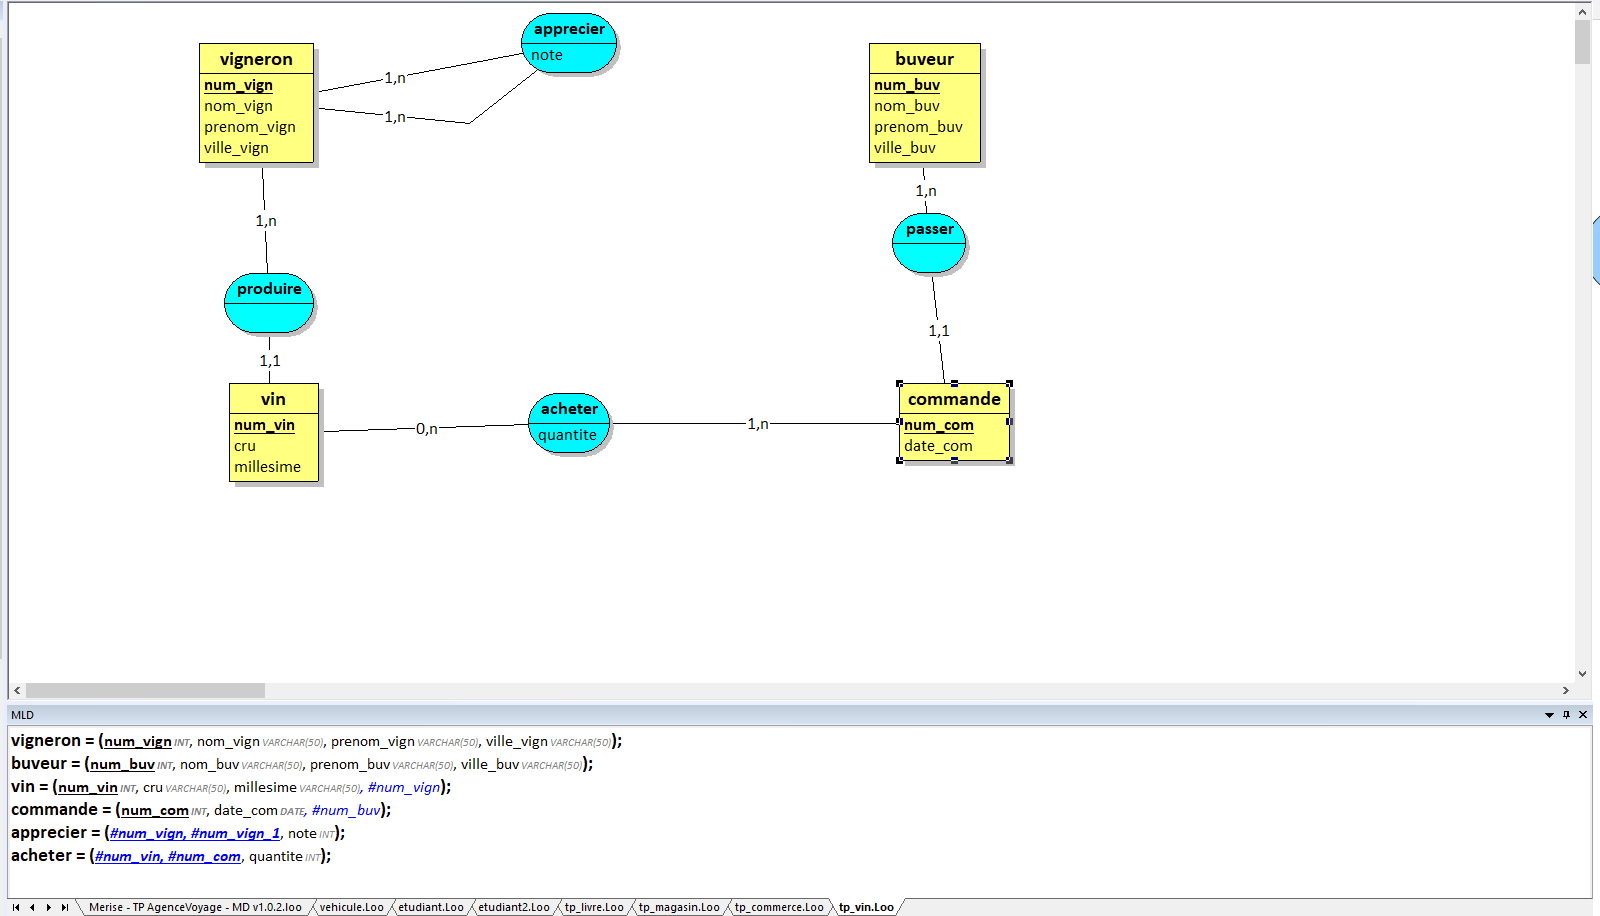 apprecier
note
vigneron
num_vign
nom_vign
prenom_vign
ville_vign
1,n
1,n
buveur
num_buv
nom_buv
prenom_buv
ville_buv
1,n
passer
1,n
produire
1,1
1,1
vin
num_vin
cru
millesime
0,n
acheter
quantite
1,n
commande
num_com
date_com
MLD
vigneron = (num_vign INT, nom_vign VARCHAR(50), prenom_vign VARCHAR(50), ville_vign VARCHAR(50));
buveur = (num_buv INT, nom_buv VARCHAR(50), prenom_buv VARCHAR(50), ville_buv VARCHAR(50));
vin = (num_vin INT, cru VARCHAR(50), millesime VARCHAR(50), #num_vign);
commande = (num_com INT, date_com DATE, #num_buv);
apprecier = (#num_vign, #num_vign_1, note INT);
acheter = (#num_vin, #num_com, quantite INT);
Merise - TP AgenceVoyage - MD v1.0.2.loo vehicule.Loo etudiant.Loo etudiant2.Loo tp_livre.Loo tp_magasin.Loo tp_commerce.Loo tp_vin.Loo